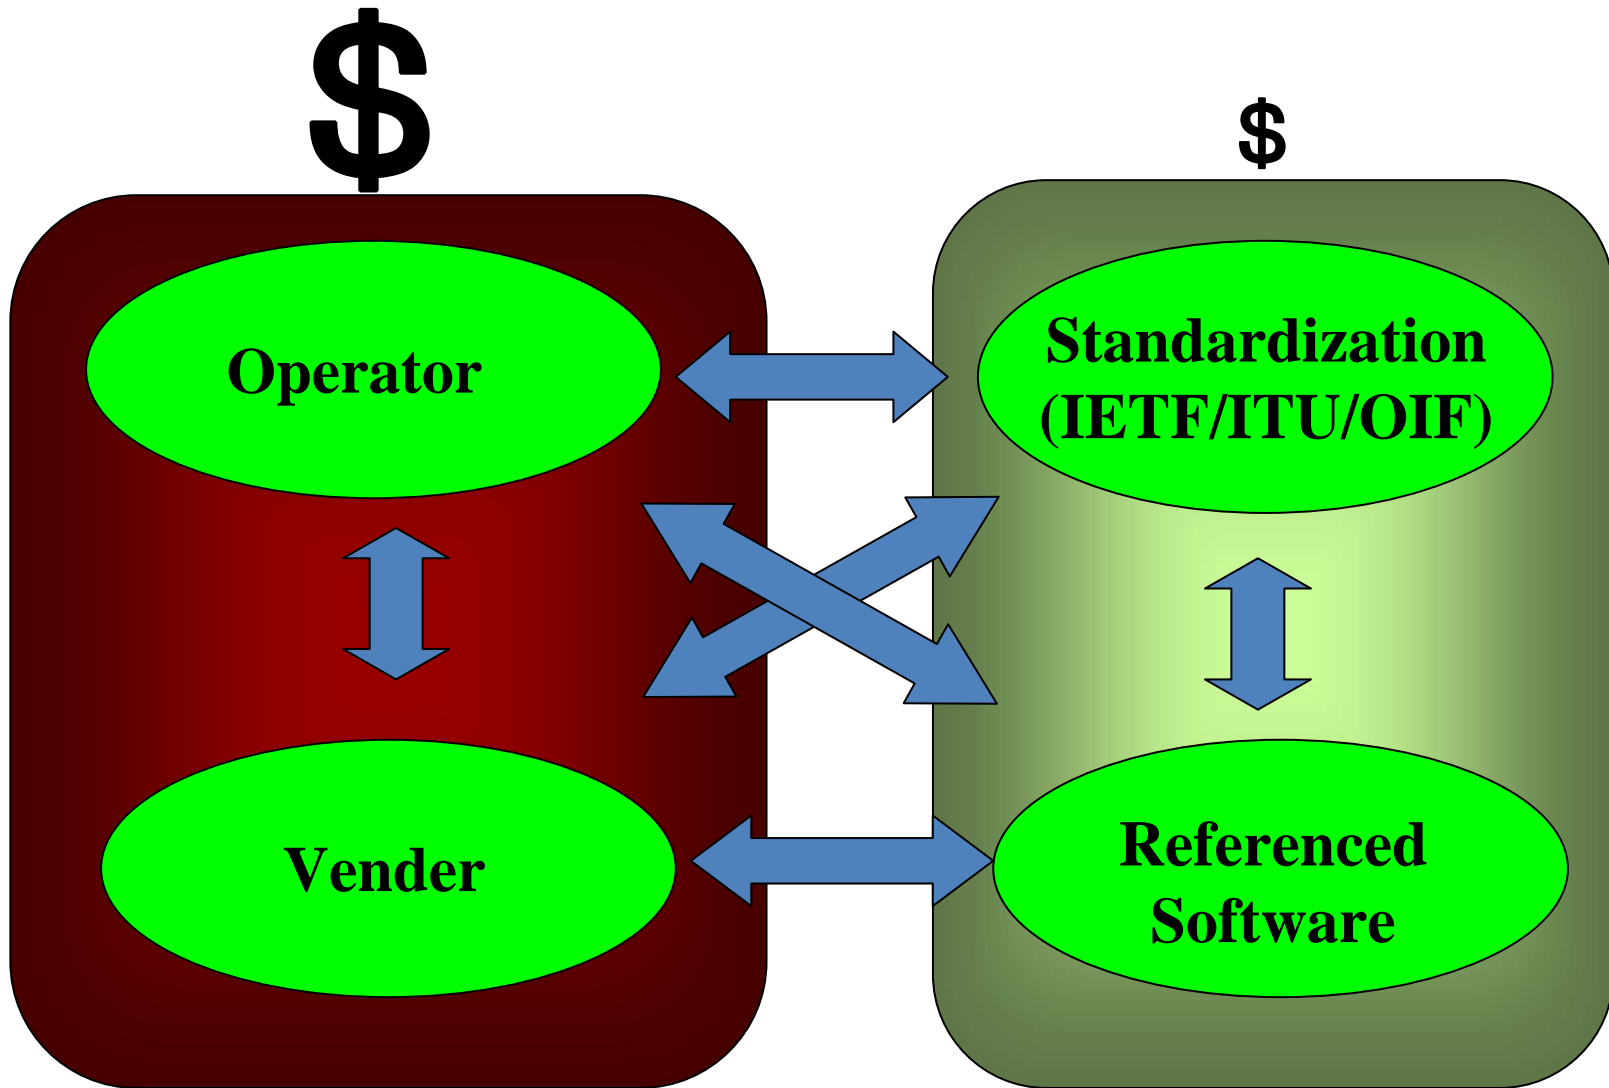 $
$
Operator
Standardization
(IETF/ITU/OIF)
Vender
Referenced
Software